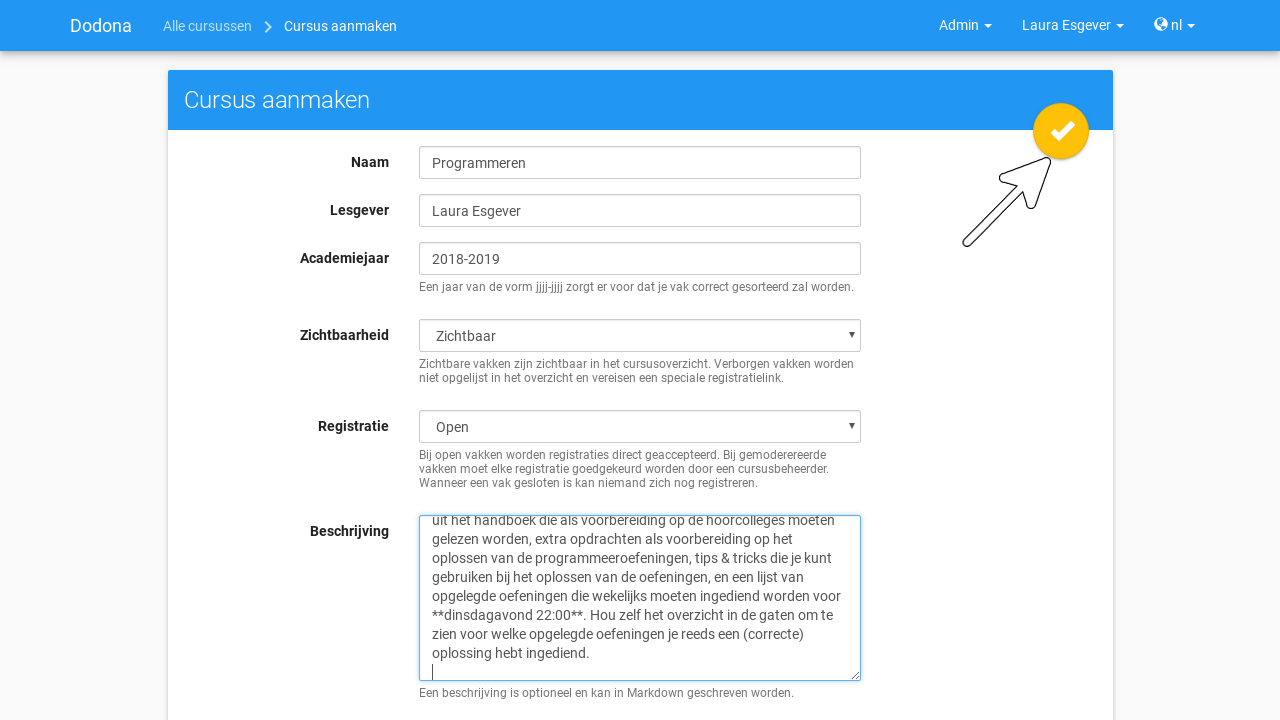 Dodona Alle cursussen Cursus aanmaken Admin Laura Esgever nl
Cursus aanmaken
Naam Programmeren
Lesgever Laura Esgever
Academiejaar 2018-2019
Een jaar van de vorm jjjj-jjjj zorgt er voor dat je vak correct gesorteerd zal worden.
Zichtbaarheid Zichtbaar
Zichtbare vakken zijn zichtbaar in het cursusoverzicht. Verborgen vakken worden
niet opgelijst in het overzicht en vereisen een speciale registratielink.
Registratie Open
Bij open vakken worden registraties direct geaccepteerd. Bij gemoderereerde
vakken moet elke registratie goedgekeurd worden door een cursusbeheerder.
Wanneer een vak gesloten is kan niemand zich nog registreren.
Beschrijving
uit het handboek die als voorbereiding op de hoorcolleges moeten
gelezen worden, extra opdrachten als voorbereiding op het
oplossen van de programmeeroefeningen, tips & tricks die je kunt
gebruiken bij het oplossen van de oefeningen, en een lijst van
opgelegde oefeningen die wekelijks moeten ingediend worden voor
**dinsdagavond 22:00**. Hou zelf het overzicht in de gaten om te
zien voor welke opgelegde oefeningen je reeds een (correcte)
oplossing hebt ingediend.
Een beschrijving is optioneel en kan in Markdown geschreven worden.